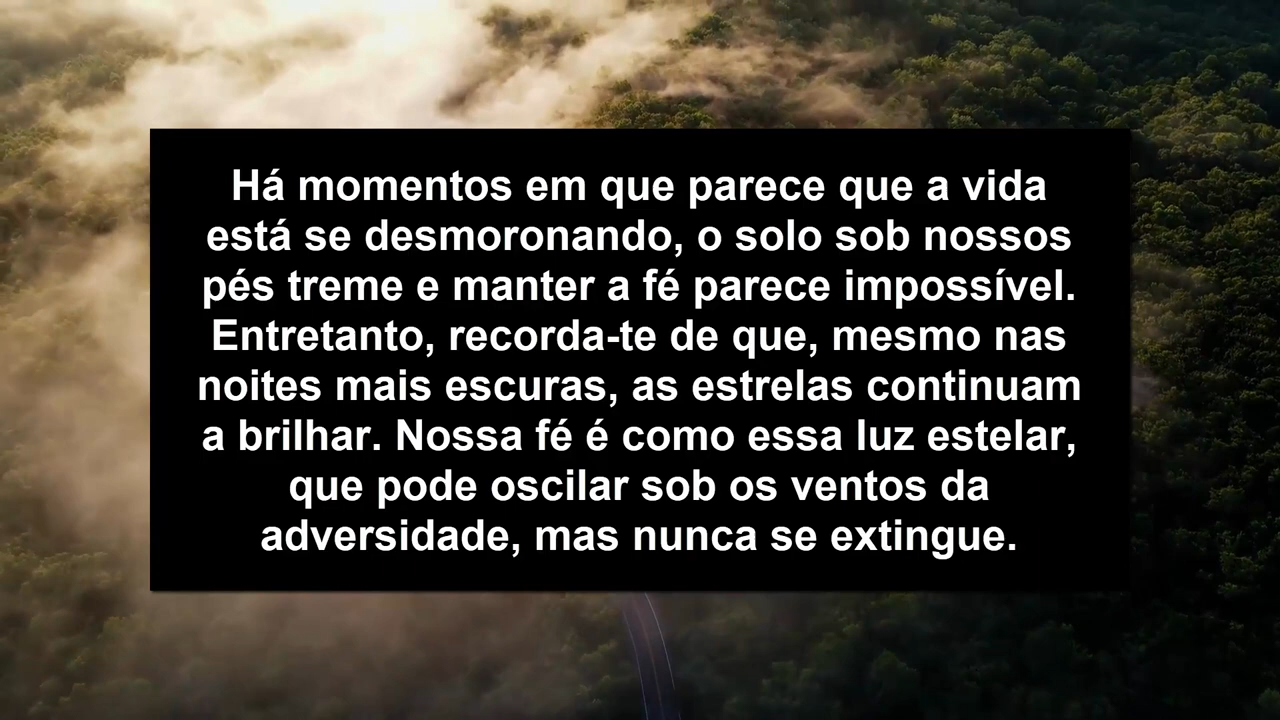 Há momentos em que parece que a vida
está se desmoronando, o solo sob nossos
pés treme e manter a fé parece impossível.
Entretanto, recorda-te de que, mesmo nas
noites mais escuras, as estrelas continuam
a brilhar. Nossa fé é como essa luz estelar,
que pode oscilar sob os ventos da
adversidade, mas nunca se extingue.